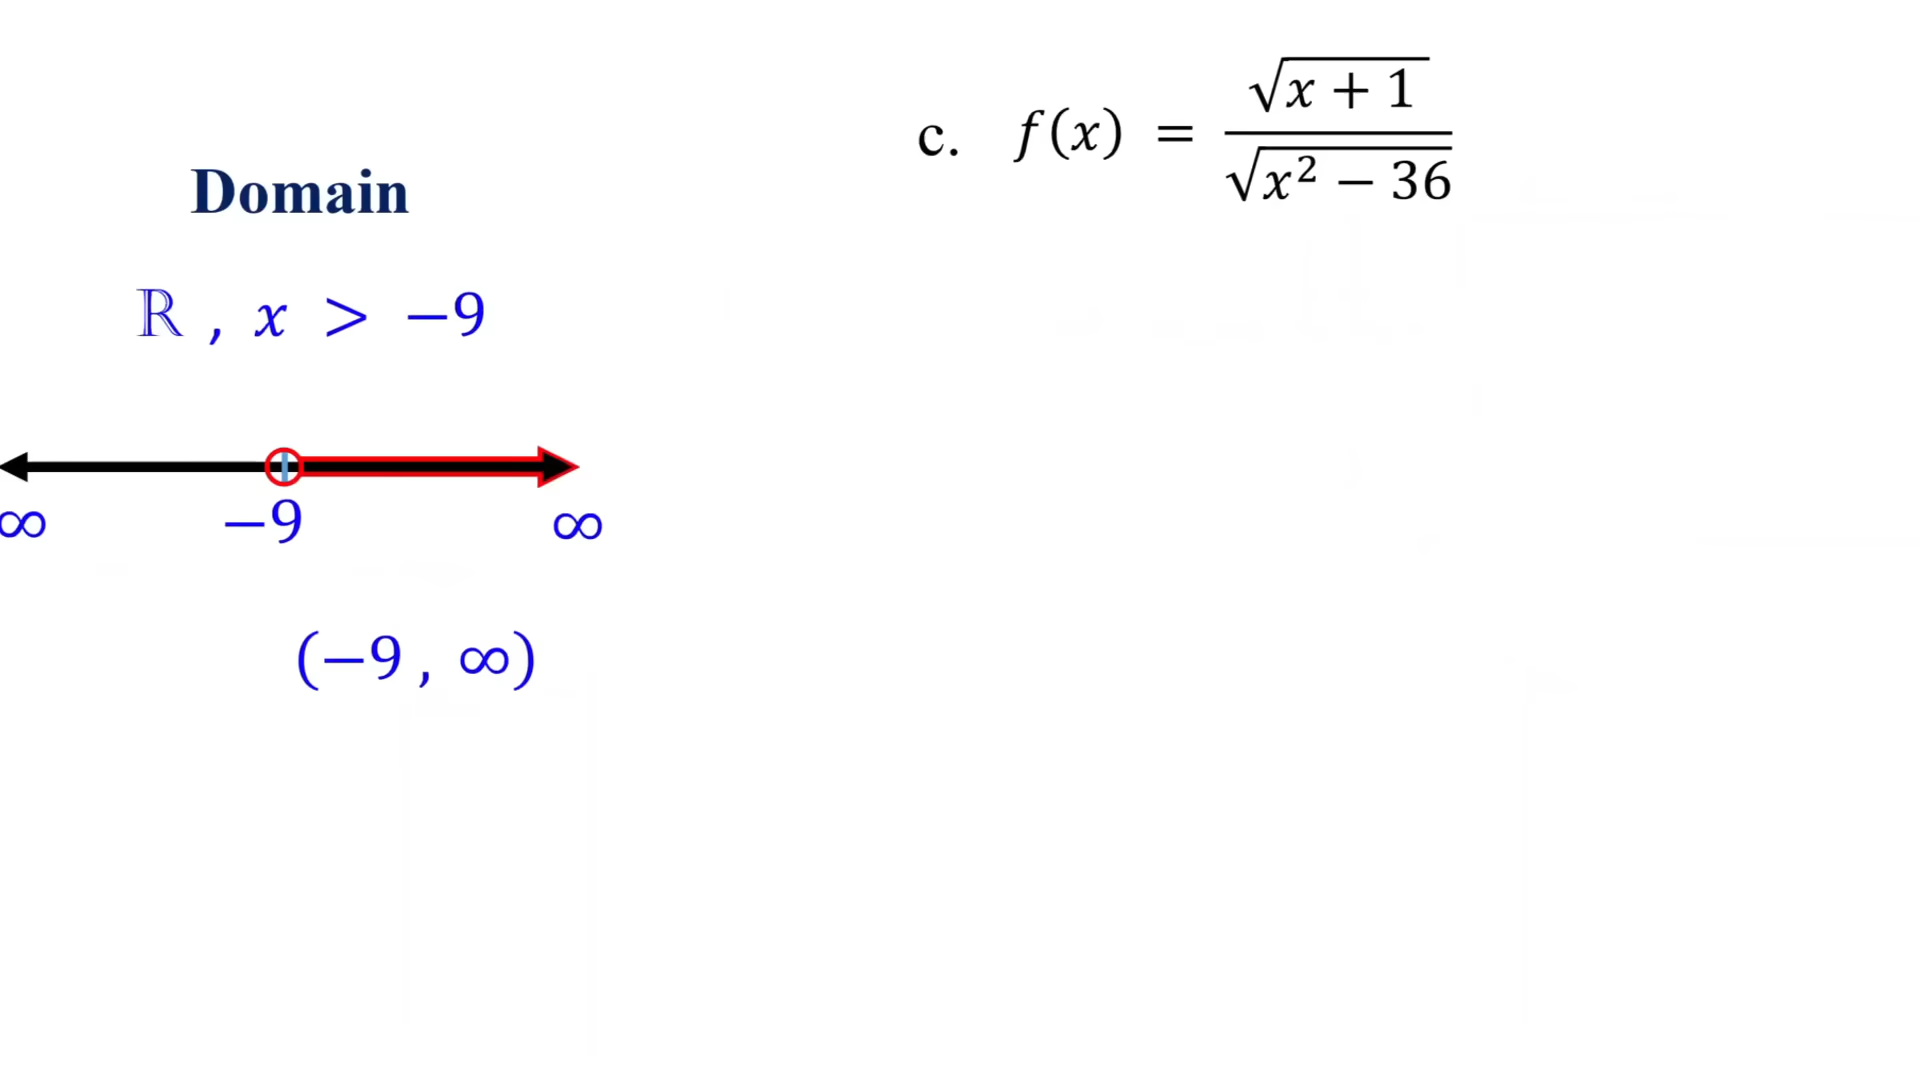 Domain
ℝ , x > −9
∞ −9 ∞
(−9 , ∞)
c. f(x) = √(x + 1) / √(x² − 36)